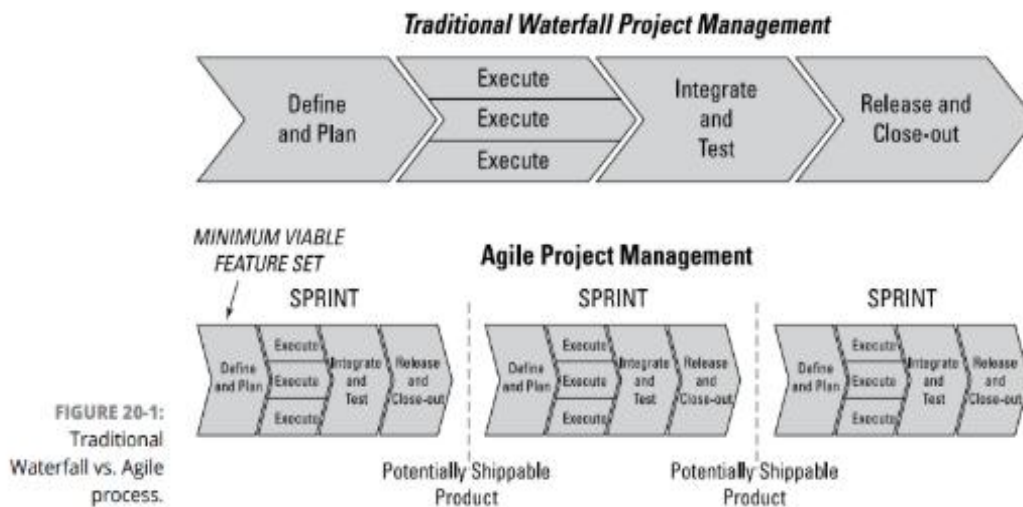 Traditional Waterfall Project Management
Define
and Plan
Execute
Execute
Execute
Integrate
and
Test
Release and
Close-out
MINIMUM VIABLE
FEATURE SET
Agile Project Management
SPRINT
SPRINT
SPRINT
Define
and Plan
Execute
Execute
Execute
Integrate
and
Test
Release
and
Close-out
Define
and Plan
Execute
Execute
Execute
Integrate
and
Test
Release
and
Close-out
Define
and Plan
Execute
Execute
Execute
Integrate
and
Test
Release
and
Close-out
Potentially Shippable
Product
Potentially Shippable
Product
FIGURE 20-1:
Traditional
Waterfall vs. Agile
process.